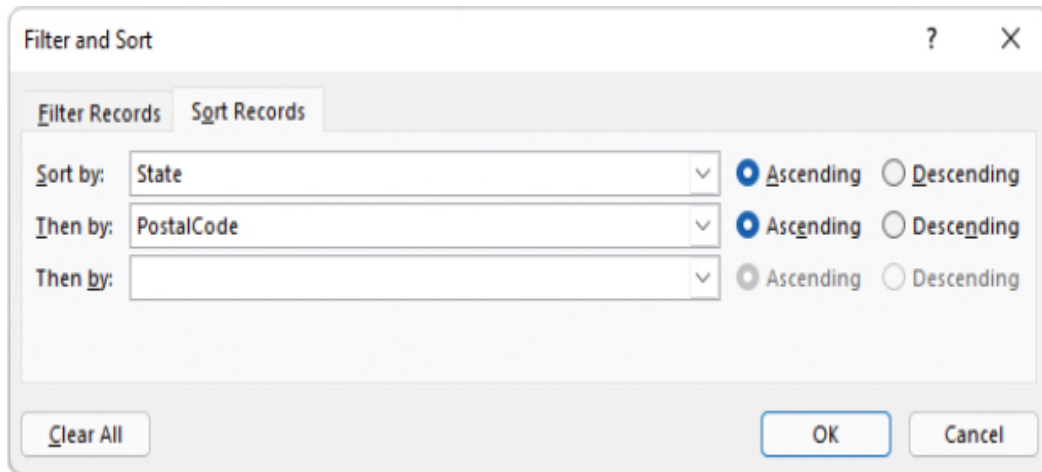 Filter and Sort ?
Filter Records Sort Records
Sort by: State Ascending Descending
Then by: PostalCode Ascending Descending
Then by: Ascending Descending
Clear All OK Cancel